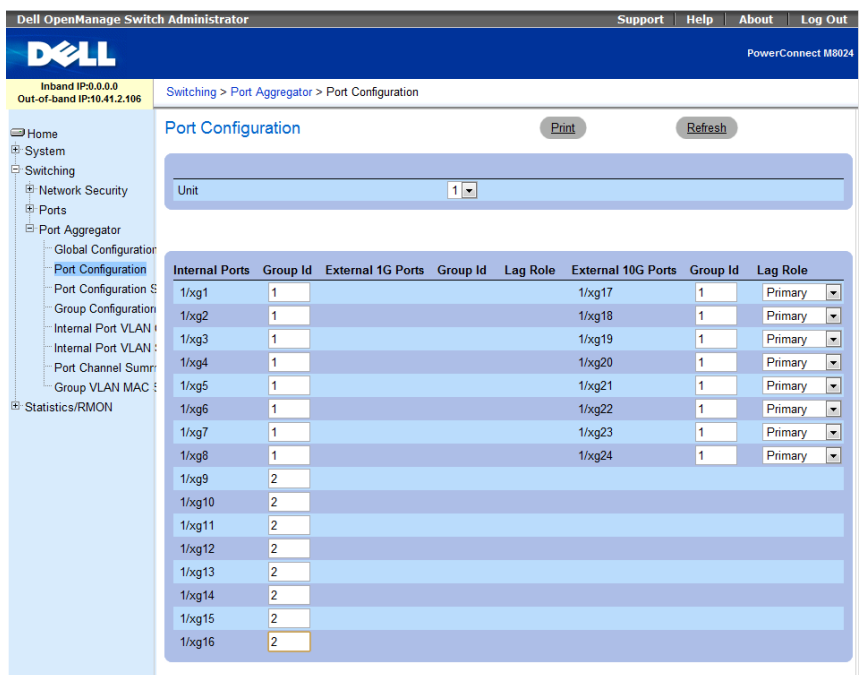 Dell OpenManage Switch Administrator Support Help About Log Out
DELL
PowerConnect M8024
Inband IP:0.0.0.0
Out-of-band IP:10.41.2.106
Switching > Port Aggregator > Port Configuration
Home
System
Switching
Network Security
Ports
Port Aggregator
Global Configuration
Port Configuration
Port Configuration S
Group Configuration
Internal Port VLAN
Internal Port VLAN
Port Channel Summ
Group VLAN MAC
Statistics/RMON
Port Configuration Print Refresh
Unit 1
Internal Ports Group Id External 1G Ports Group Id Lag Role External 10G Ports Group Id Lag Role
1/xg1 1 1/xg17 1 Primary
1/xg2 1 1/xg18 1 Primary
1/xg3 1 1/xg19 1 Primary
1/xg4 1 1/xg20 1 Primary
1/xg5 1 1/xg21 1 Primary
1/xg6 1 1/xg22 1 Primary
1/xg7 1 1/xg23 1 Primary
1/xg8 1 1/xg24 1 Primary
1/xg9 2
1/xg10 2
1/xg11 2
1/xg12 2
1/xg13 2
1/xg14 2
1/xg15 2
1/xg16 2